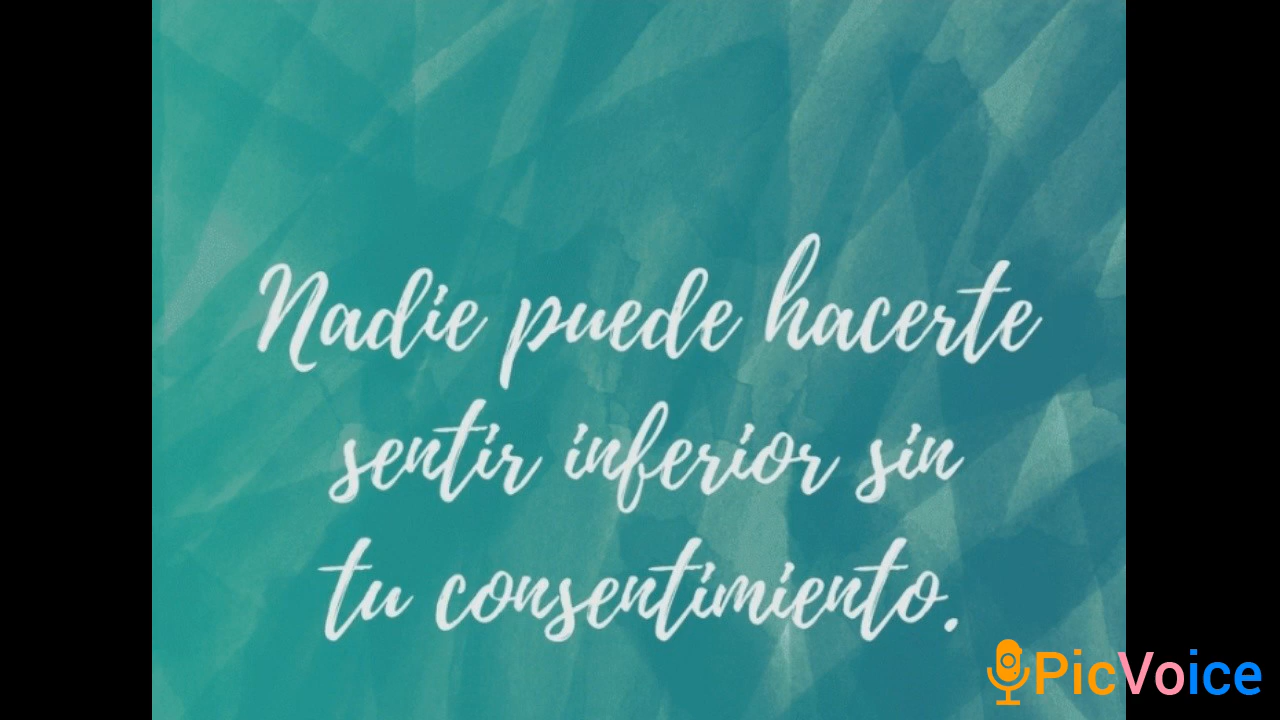 Nadie puede hacerte
sentir inferior sin
tu consentimiento.
PicVoice